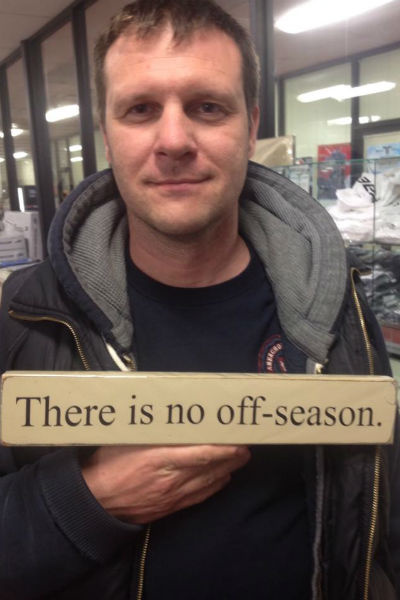 There is no off-season.